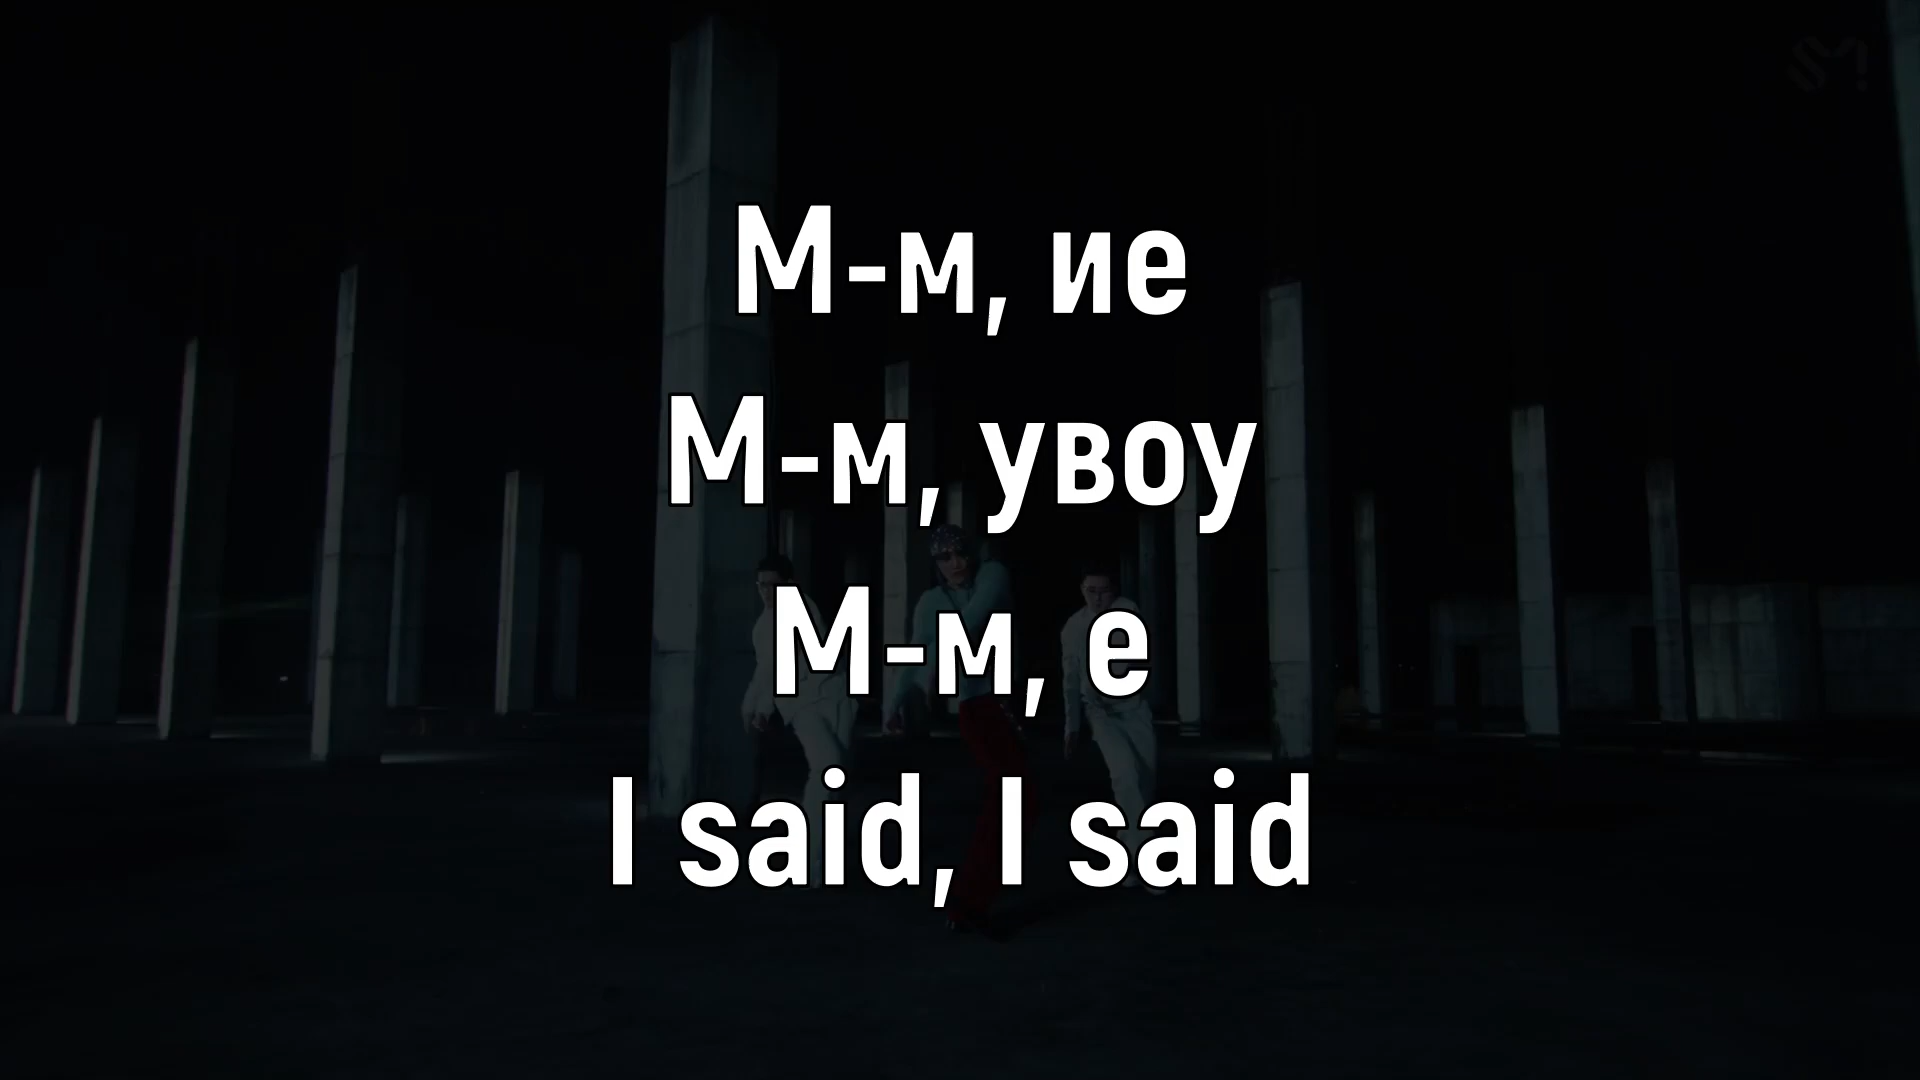 М-м, ие
М-м, увоу
М-м, е
I said, I said